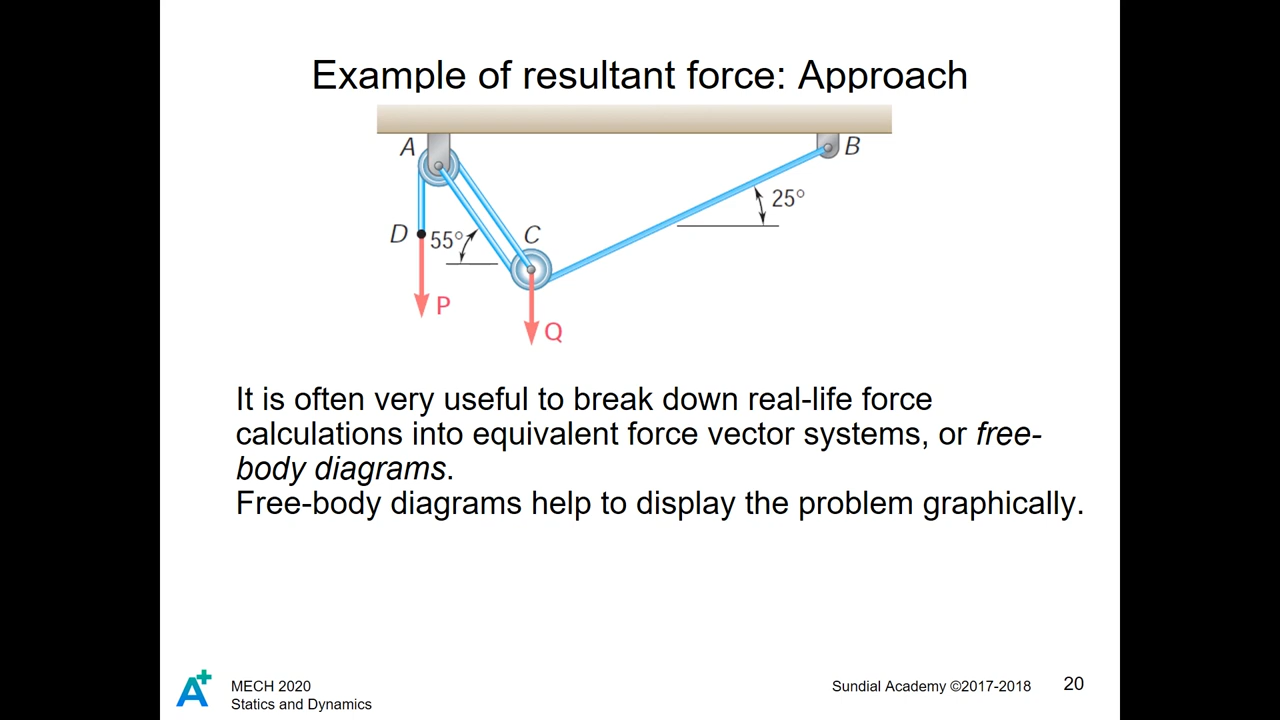 Example of resultant force: Approach
A
B
25°
D
55°
C
P
Q
It is often very useful to break down real-life force
calculations into equivalent force vector systems, or free-
body diagrams.
Free-body diagrams help to display the problem graphically.
A+
MECH 2020
Statics and Dynamics
Sundial Academy ©2017-2018
20